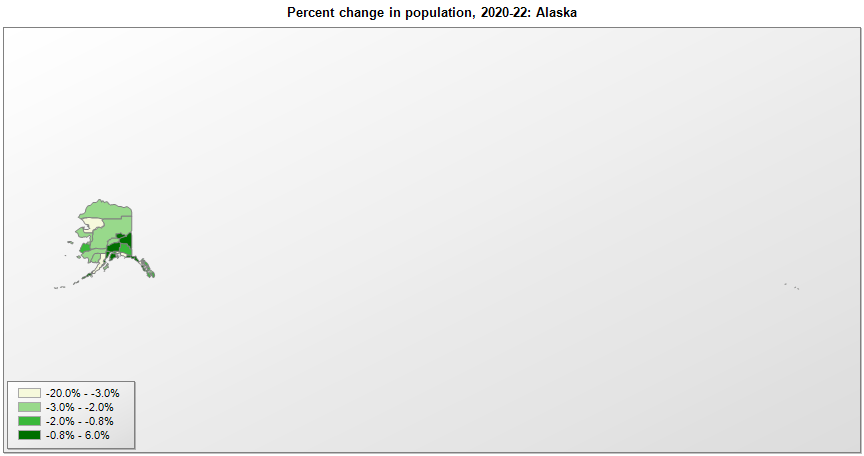 Percent change in population, 2020-22: Alaska
-20.0% - -3.0%
-3.0% - -2.0%
-2.0% - -0.8%
-0.8% - 6.0%